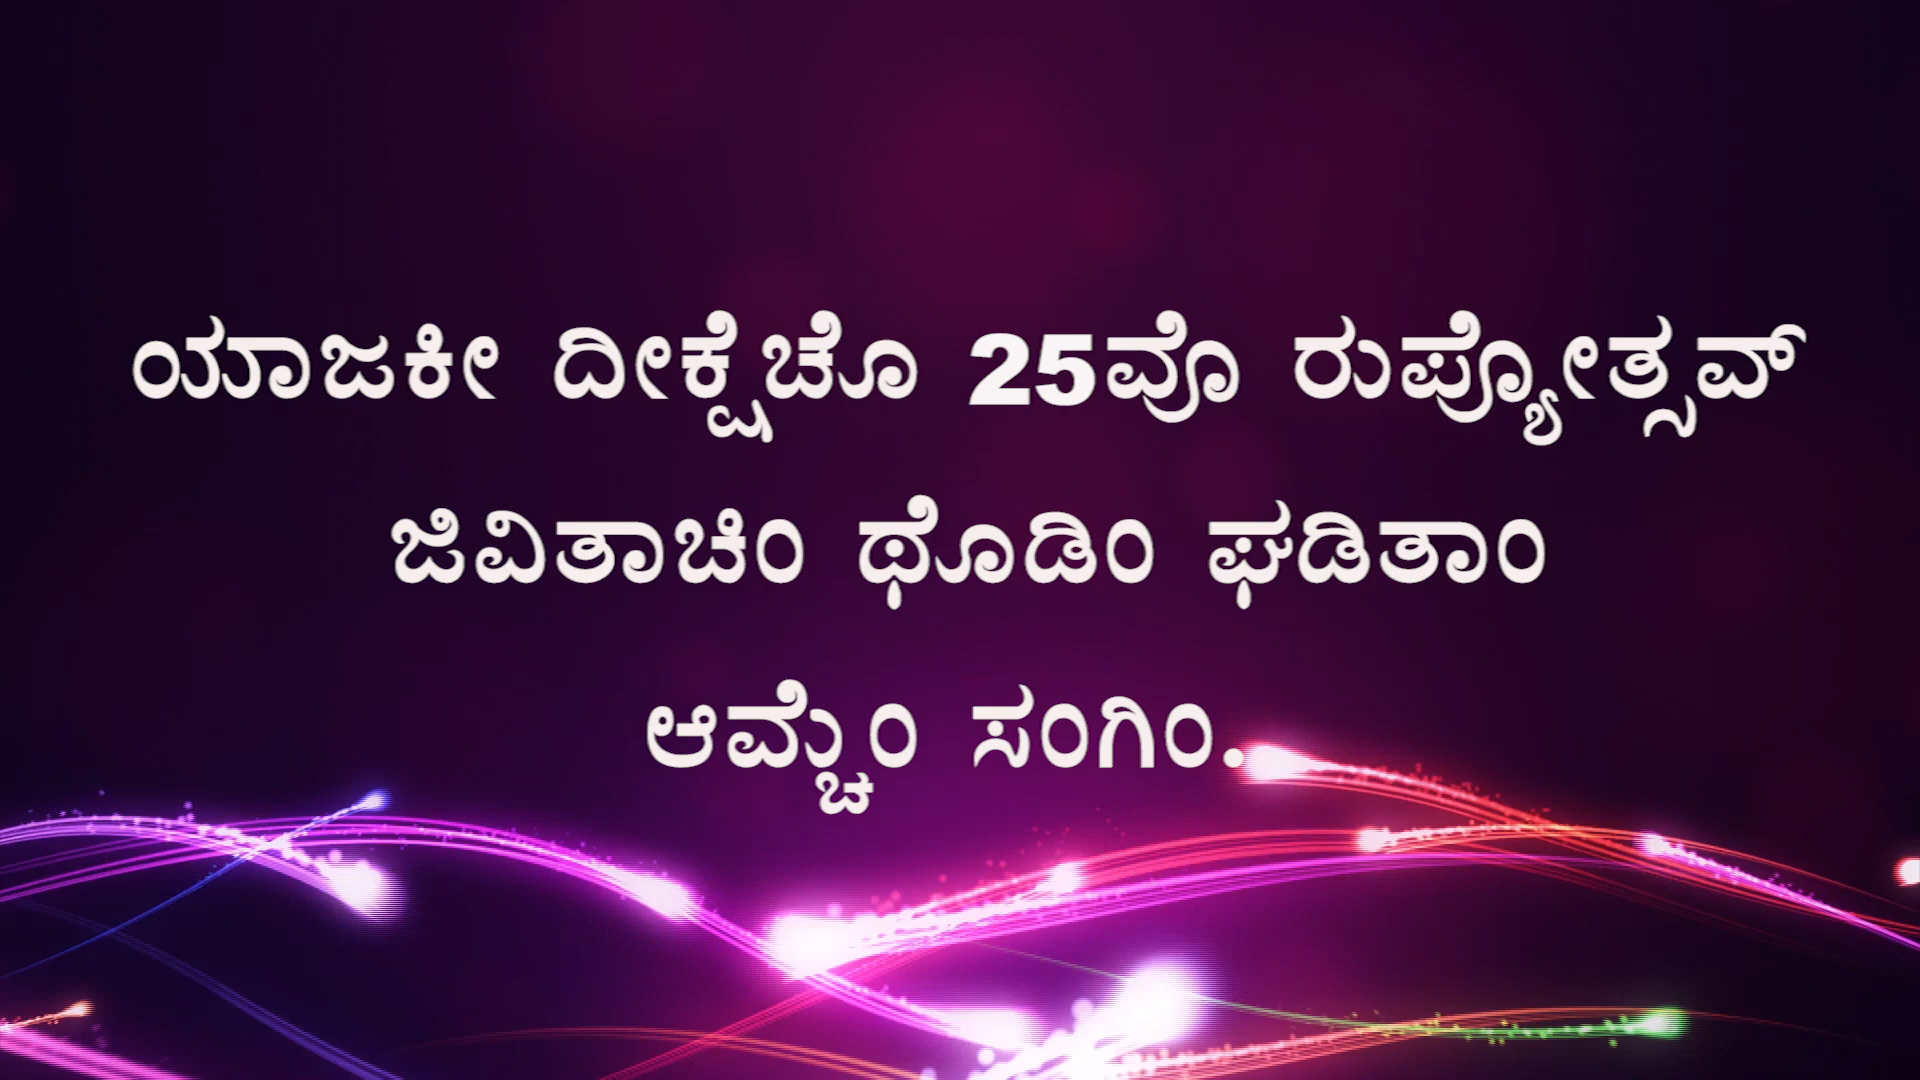 ಯಾಜಕೀ ದೀಕ್ಷೆಚೊ 25ವೊ ರುಪ್ಯೋತ್ಸವ್
ಜಿವಿತಾಚಿಂ ಥೊಡಿಂ ಘಡಿತಾಂ
ಆಮ್ಚೆಂ ಸಂಗಿಂ.